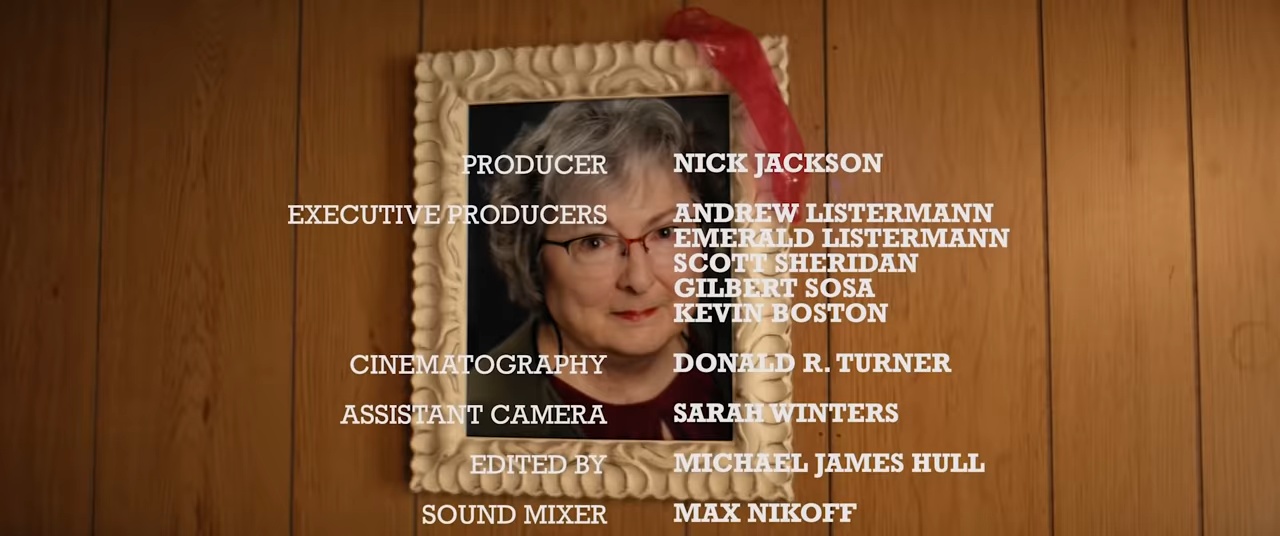 PRODUCER NICK JACKSON
EXECUTIVE PRODUCERS ANDREW LISTERMANN
EMERALD LISTERMANN
SCOTT SHERIDAN
GILBERT SOSA
KEVIN BOSTON
CINEMATOGRAPHY DONALD R. TURNER
ASSISTANT CAMERA SARAH WINTERS
EDITED BY MICHAEL JAMES HULL
SOUND MIXER MAX NIKOFF